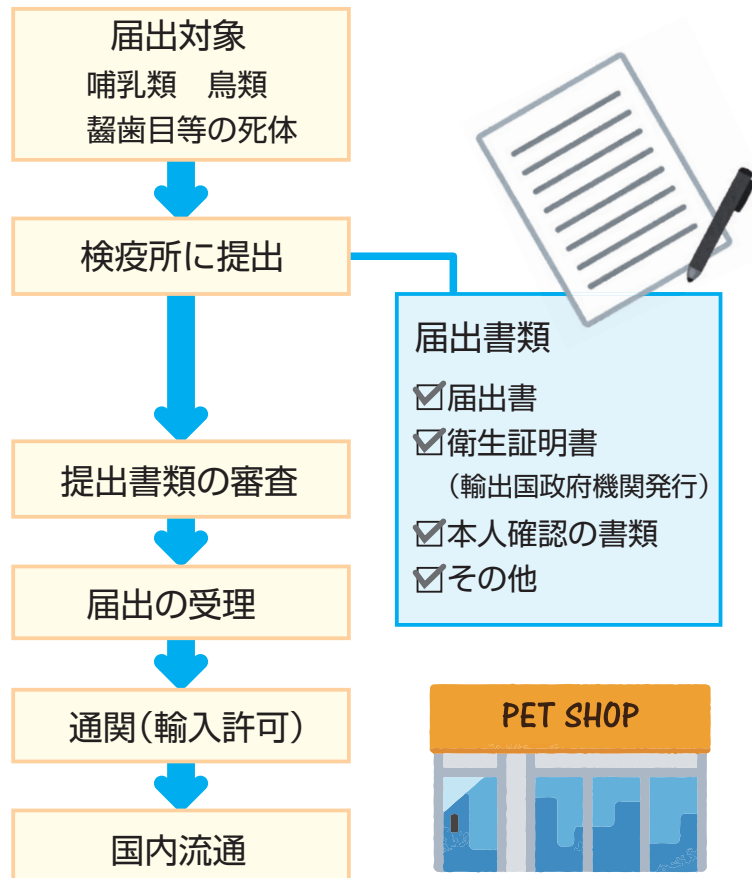 届出対象
哺乳類　鳥類
齧歯目等の死体
検疫所に提出
届出書類
☑届出書
☑衛生証明書
（輸出国政府機関発行）
☑本人確認の書類
☑その他
提出書類の審査
届出の受理
通関（輸入許可）
国内流通
PET SHOP